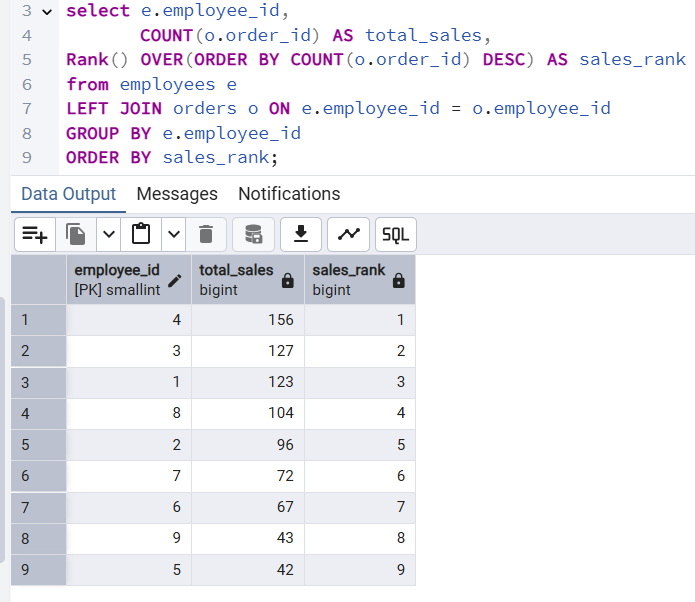 3 select e.employee_id,
4 COUNT(o.order_id) AS total_sales,
5 Rank() OVER(ORDER BY COUNT(o.order_id) DESC) AS sales_rank
6 from employees e
7 LEFT JOIN orders o ON e.employee_id = o.employee_id
8 GROUP BY e.employee_id
9 ORDER BY sales_rank;
Data Output Messages Notifications
SQL
employee_id total_sales sales_rank
[PK] smallint bigint bigint
1 4 156 1
2 3 127 2
3 1 123 3
4 8 104 4
5 2 96 5
6 7 72 6
7 6 67 7
8 9 43 8
9 5 42 9